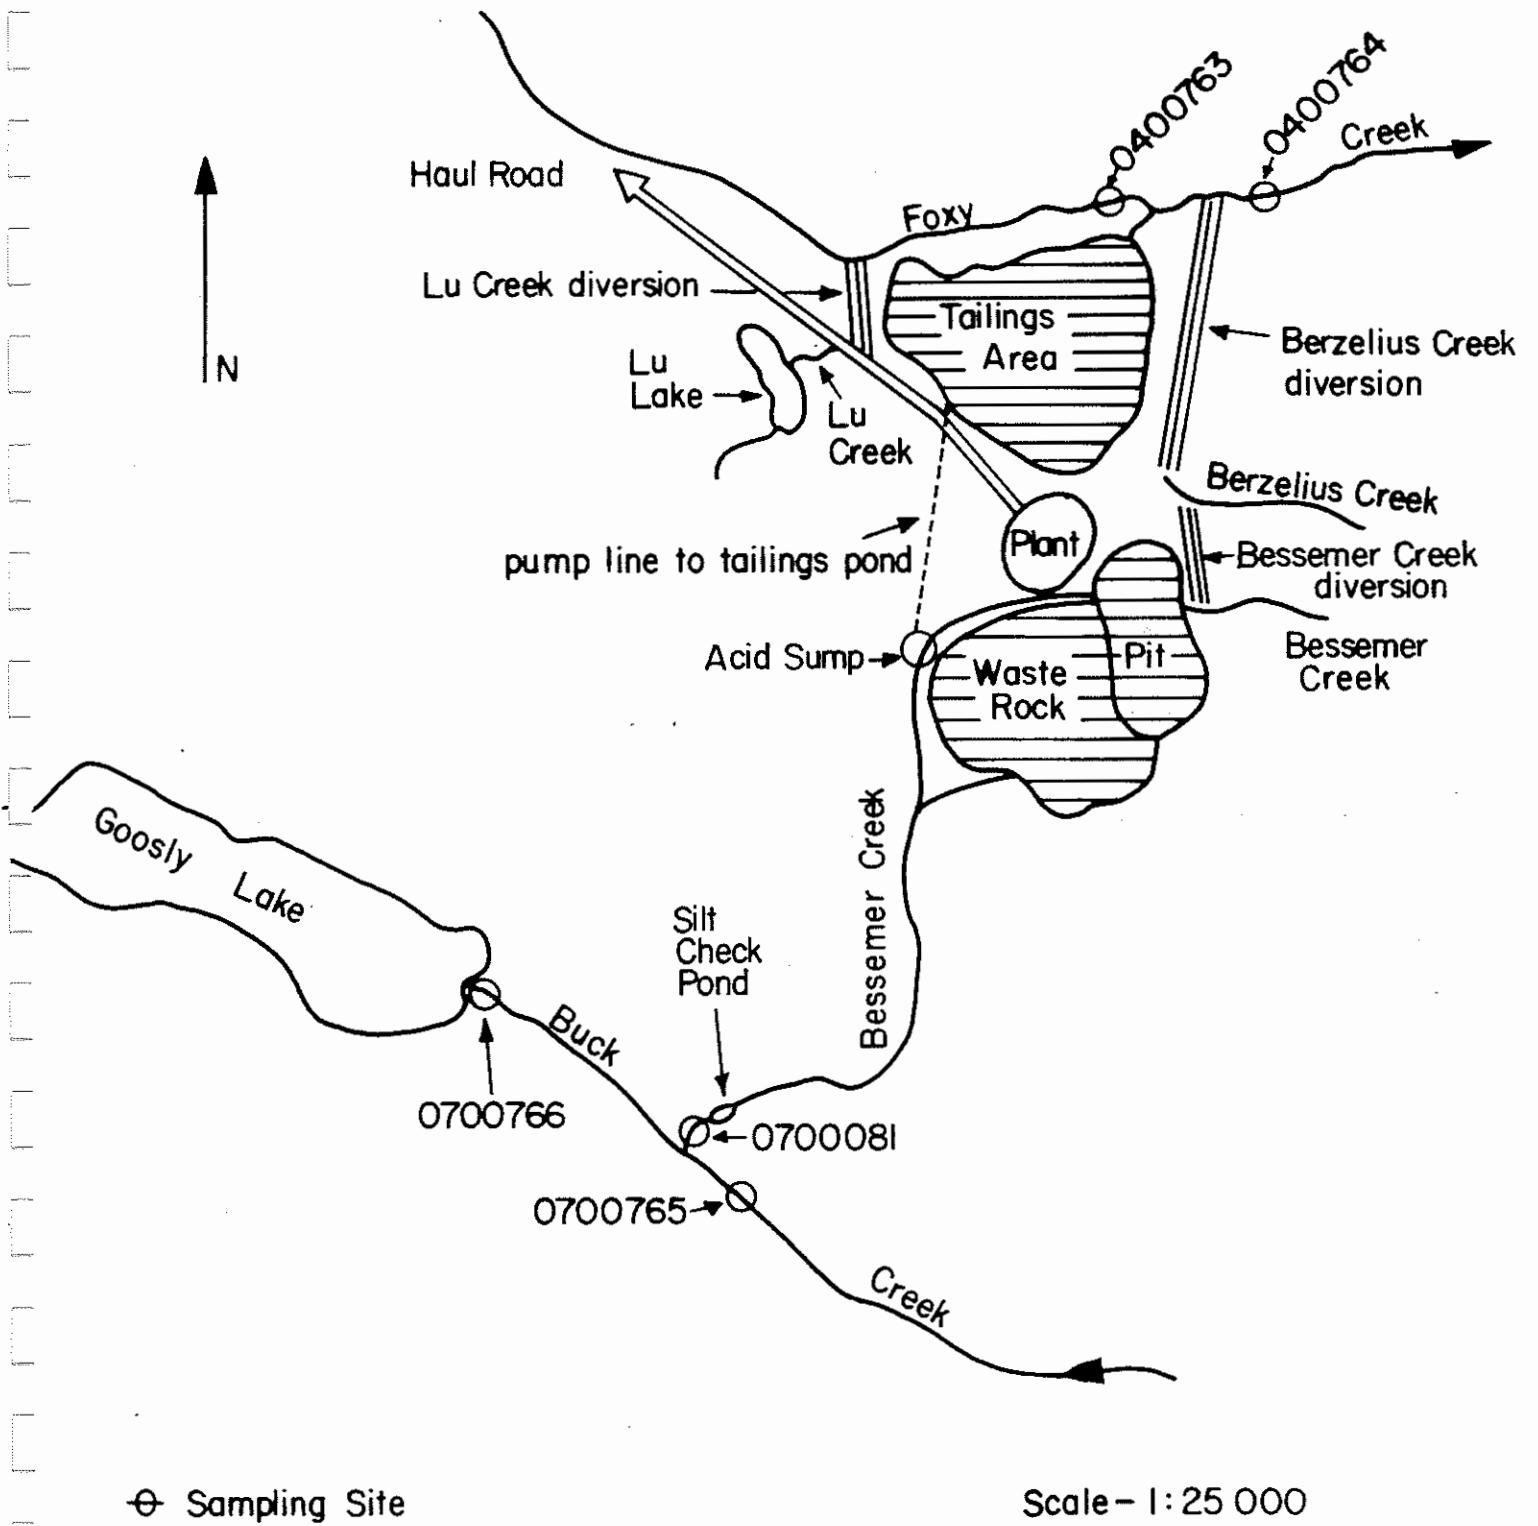 0400763
0400764
Creek
Haul Road
Foxy
Lu Creek diversion
N
Tailings
Area
Berzelius Creek
diversion
Lu
Lake
Lu
Creek
Berzelius Creek
Plant
pump line to tailings pond
Bessemer Creek
diversion
Acid Sump
Waste
Rock
Pit
Bessemer
Creek
Goosly Lake
Bessemer Creek
Silt
Check
Pond
Buck
0700766
0700081
0700765
Creek
Sampling Site
Scale - 1:25 000